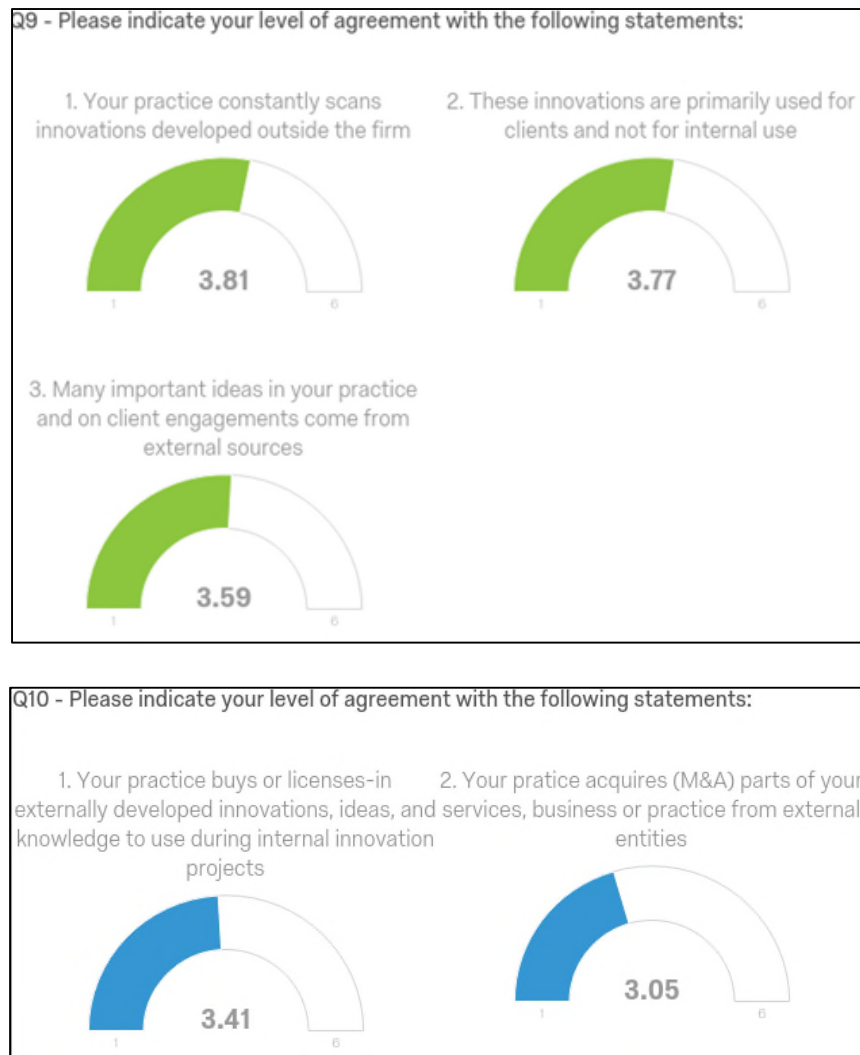 Q9 - Please indicate your level of agreement with the following statements:
1. Your practice constantly scans
innovations developed outside the firm
3.81
1
6
2. These innovations are primarily used for
clients and not for internal use
3.77
1
6
3. Many important ideas in your practice
and on client engagements come from
external sources
3.59
1
6
Q10 - Please indicate your level of agreement with the following statements:
1. Your practice buys or licenses-in
externally developed innovations, ideas, and
knowledge to use during internal innovation
projects
3.41
1
6
2. Your pratice acquires (M&A) parts of your
services, business or practice from external
entities
3.05
1
6